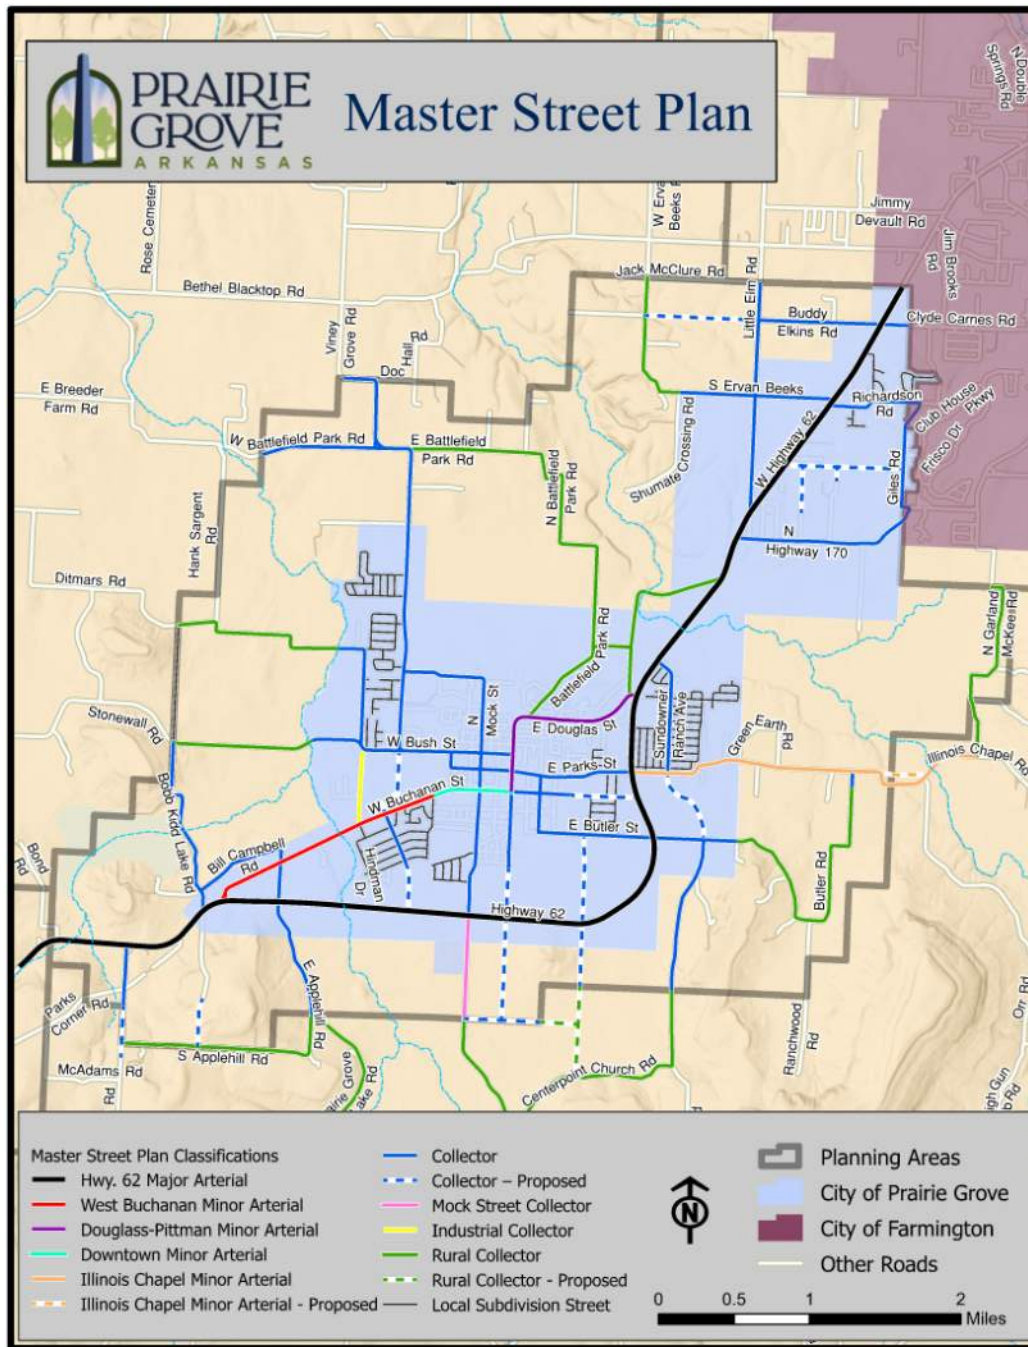 PRAIRIE
GROVE
ARKANSAS
Master Street Plan
N Double
Springs Rd
Rose Cemetery
W Ervan
Beeks
Jimmy
Devault Rd
Jim Brooks
Rd
Jack McClure Rd
Little Elm Rd
Bethel Blacktop Rd
Viney
Grove Rd
Hall Rd
Doc
Buddy
Elkins Rd
Clyde Carnes Rd
E Breeder
Farm Rd
S Ervan Beeks
Richardson
Rd
Club House
Pkwy
Frisco Dr
W Battlefield Park Rd
E Battlefield
Park Rd
N Battlefield
Park Rd
Shumate Crossing Rd
W Highway 62
Giles Rd
N
Highway 170
Hank Sargent
Rd
Ditmars Rd
N Garland
McKee Rd
Battlefield Park Rd
Stonewall Rd
N
Mock St
E Douglas St
Sundowner
Ranch Ave
Green Earth
Rd
W Bush St
E Parks St
Illinois Chapel Rd
Bobb Kidd Lake Rd
W Buchanan St
E Butler St
Bond
Rd
Bill Campbell
Rd
Hindman
Dr
Butler Rd
Highway 62
Parks
Corner Rd
E Applehill Rd
Orr Rd
S Applehill Rd
McAdams Rd
Rd
Grove
Rd
Centerpoint Church Rd
Ranchwood
Rd
Gun
Rd
Master Street Plan Classifications
Hwy. 62 Major Arterial
West Buchanan Minor Arterial
Douglass-Pittman Minor Arterial
Downtown Minor Arterial
Illinois Chapel Minor Arterial
Illinois Chapel Minor Arterial - Proposed
Collector
Collector – Proposed
Mock Street Collector
Industrial Collector
Rural Collector
Rural Collector - Proposed
Local Subdivision Street
N
Planning Areas
City of Prairie Grove
City of Farmington
Other Roads
0 0.5 1 2
Miles